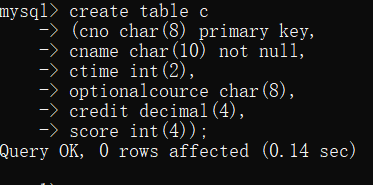 mysql> create table c
    -> (cno char(8) primary key,
    -> cname char(10) not null,
    -> ctime int(2),
    -> optionalcource char(8),
    -> credit decimal(4),
    -> score int(4));
Query OK, 0 rows affected (0.14 sec)
mysql>